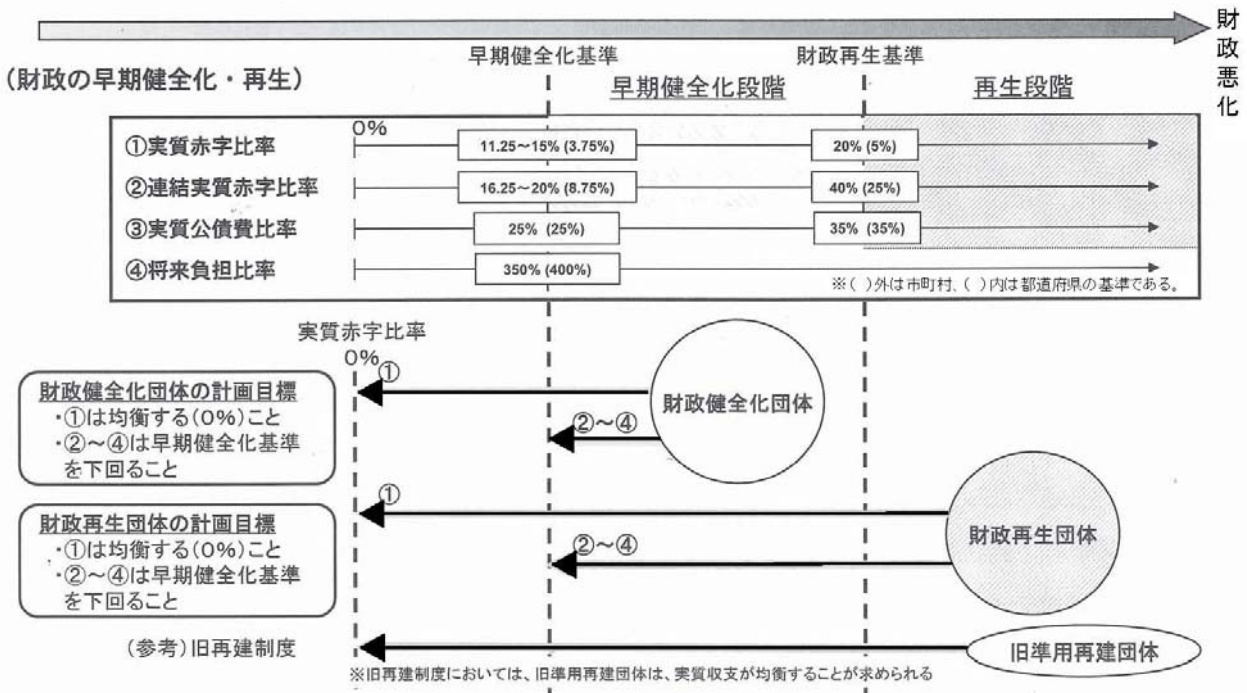 財政悪化
早期健全化基準
財政再生基準
(財政の早期健全化・再生)
早期健全化段階
再生段階
0%
①実質赤字比率
11.25～15% (3.75%)
20% (5%)
②連結実質赤字比率
16.25～20% (8.75%)
40% (25%)
③実質公債費比率
25% (25%)
35% (35%)
④将来負担比率
350% (400%)
※( )外は市町村、( )内は都道府県の基準である。
実質赤字比率
0%
財政健全化団体の計画目標
・①は均衡する(0%)こと
・②～④は早期健全化基準
を下回ること
①
②～④
財政健全化団体
財政再生団体の計画目標
・①は均衡する(0%)こと
・②～④は早期健全化基準
を下回ること
①
②～④
財政再生団体
(参考)旧再建制度
旧準用再建団体
※旧再建制度においては、旧準用再建団体は、実質収支が均衡することが求められる